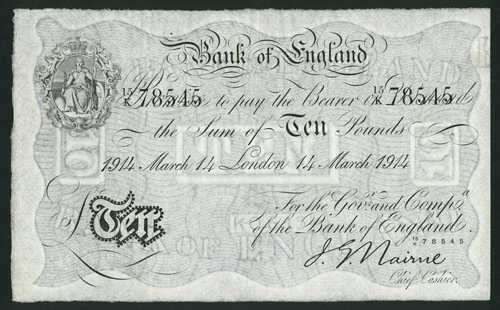 Bank of England
15/K 78545 15/K 78545
to pay the Bearer on Demand
the Sum of Ten Pounds
1914 March 14 London 14 March 1914
For the Govr. and Compa.
of the Bank of England.
15/K 78545
£ Ten
J. G. Nairne
Chief Cashier.